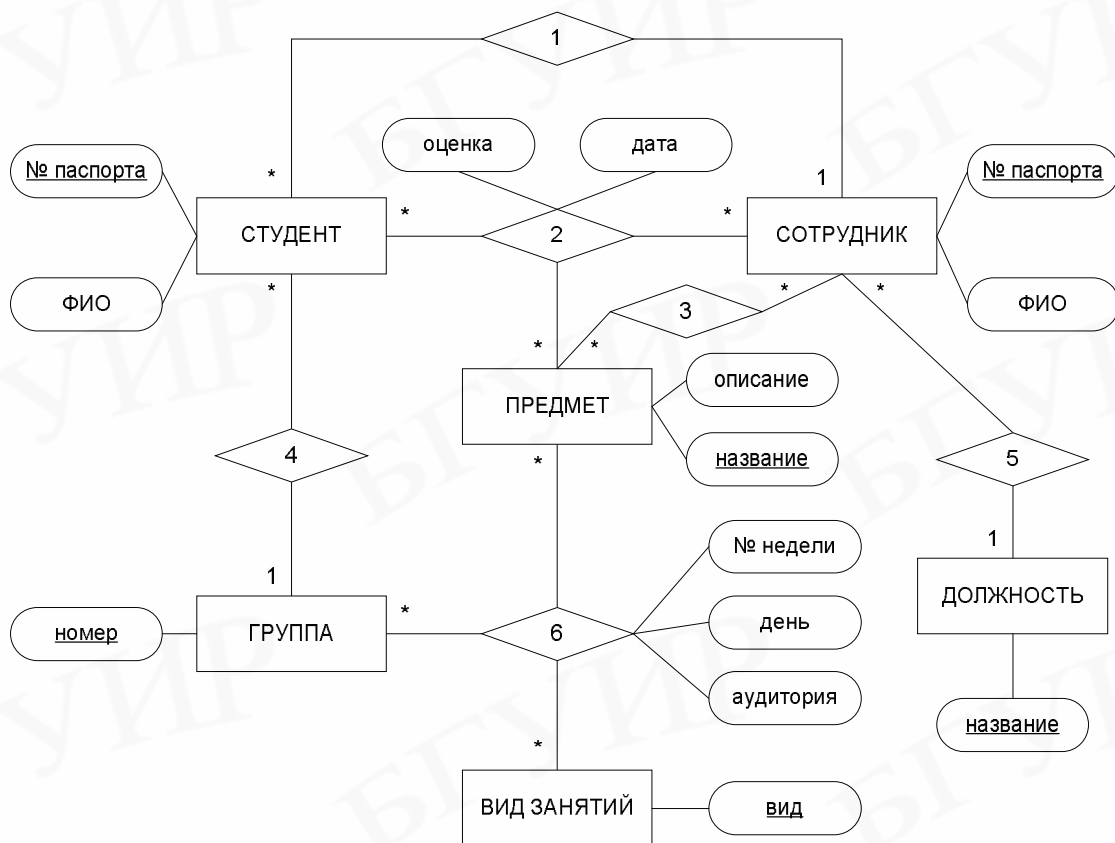 1
оценка
дата
№ паспорта
*
1
№ паспорта
СТУДЕНТ
*
2
*
СОТРУДНИК
ФИО
*
*
*
ФИО
3
*
*
ПРЕДМЕТ
описание
название
4
*
5
№ недели
1
1
ДОЛЖНОСТЬ
номер
ГРУППА
*
6
день
аудитория
название
*
ВИД ЗАНЯТИЙ
вид
БГУИР